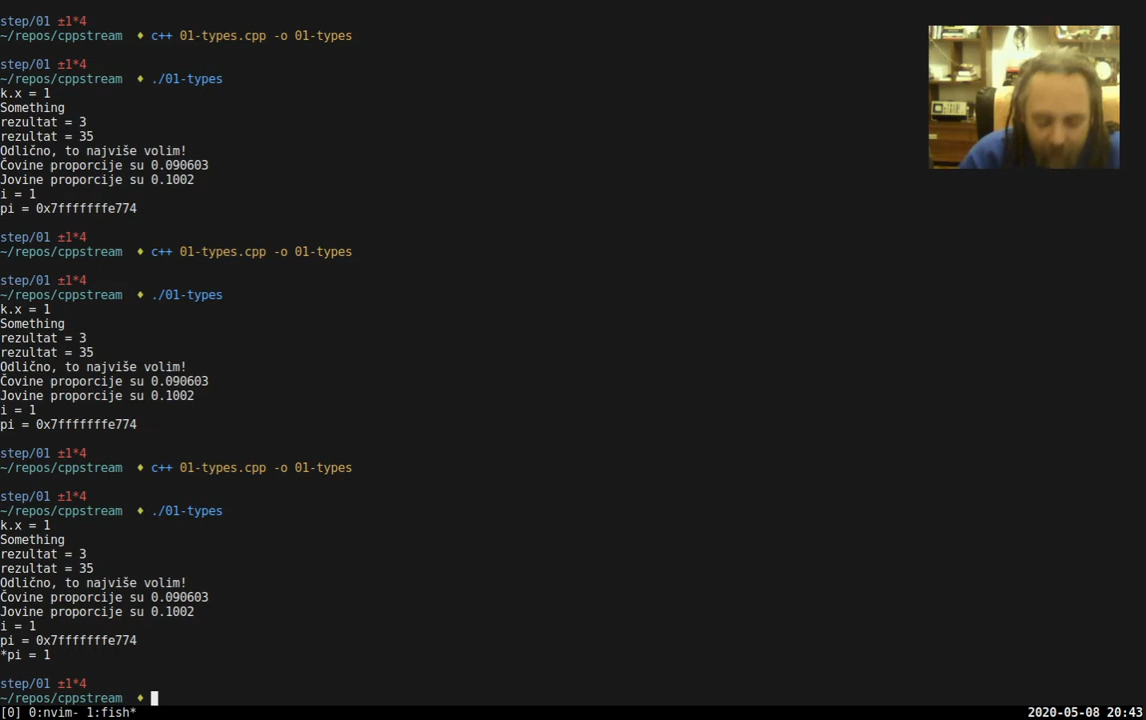 step/01 ±1*4
~/repos/cppstream ♦ c++ 01-types.cpp -o 01-types
step/01 ±1*4
~/repos/cppstream ♦ ./01-types
k.x = 1
Something
rezultat = 3
rezultat = 35
Odlično, to najviše volim!
Čovine proporcije su 0.090603
Jovine proporcije su 0.1002
i = 1
pi = 0x7fffffffe774
step/01 ±1*4
~/repos/cppstream ♦ c++ 01-types.cpp -o 01-types
step/01 ±1*4
~/repos/cppstream ♦ ./01-types
k.x = 1
Something
rezultat = 3
rezultat = 35
Odlično, to najviše volim!
Čovine proporcije su 0.090603
Jovine proporcije su 0.1002
i = 1
pi = 0x7fffffffe774
step/01 ±1*4
~/repos/cppstream ♦ c++ 01-types.cpp -o 01-types
step/01 ±1*4
~/repos/cppstream ♦ ./01-types
k.x = 1
Something
rezultat = 3
rezultat = 35
Odlično, to najviše volim!
Čovine proporcije su 0.090603
Jovine proporcije su 0.1002
i = 1
pi = 0x7fffffffe774
*pi = 1
step/01 ±1*4
~/repos/cppstream ♦
[0] 0:nvim- 1:fish* 2020-05-08 20:43